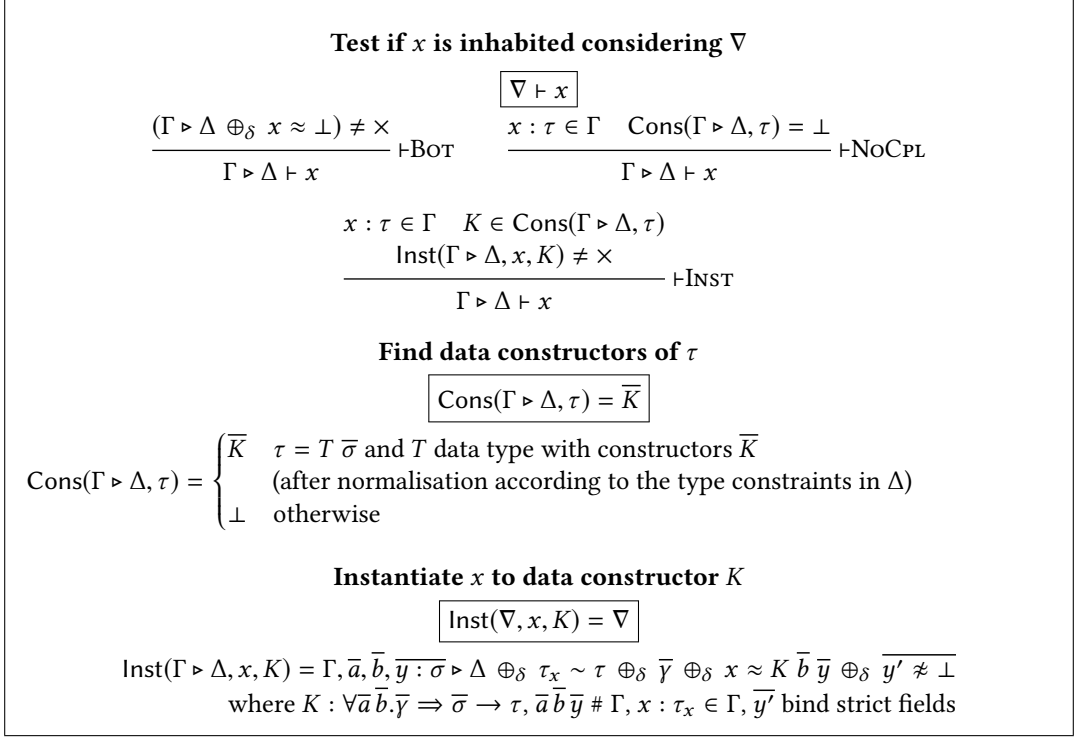 Test if x is inhabited considering ∇
∇ ⊢ x
(Γ ▹ Δ ⊕δ x ≈ ⊥) ≠ ×
Γ ▹ Δ ⊢ x
⊢Bot
x : τ ∈ Γ Cons(Γ ▹ Δ, τ) = ⊥
Γ ▹ Δ ⊢ x
⊢NoCpl
x : τ ∈ Γ K ∈ Cons(Γ ▹ Δ, τ)
Inst(Γ ▹ Δ, x, K) ≠ ×
Γ ▹ Δ ⊢ x
⊢Inst
Find data constructors of τ
Cons(Γ ▹ Δ, τ) = K̅
Cons(Γ ▹ Δ, τ) = { K̅ τ = T σ̅ and T data type with constructors K̅
(after normalisation according to the type constraints in Δ)
⊥ otherwise
Instantiate x to data constructor K
Inst(∇, x, K) = ∇
Inst(Γ ▹ Δ, x, K) = Γ, a̅, b̅, y̅ ̅:̅ ̅σ̅ ▹ Δ ⊕δ τx ∼ τ ⊕δ γ̅ ⊕δ x ≈ K b̅ y̅ ⊕δ y̅′̅ ̅≉̅ ̅⊥̅
where K : ∀a̅ b̅.γ̅ ⇒ σ̅ → τ, a̅ b̅ y̅ # Γ, x : τx ∈ Γ, y̅′̅ bind strict fields